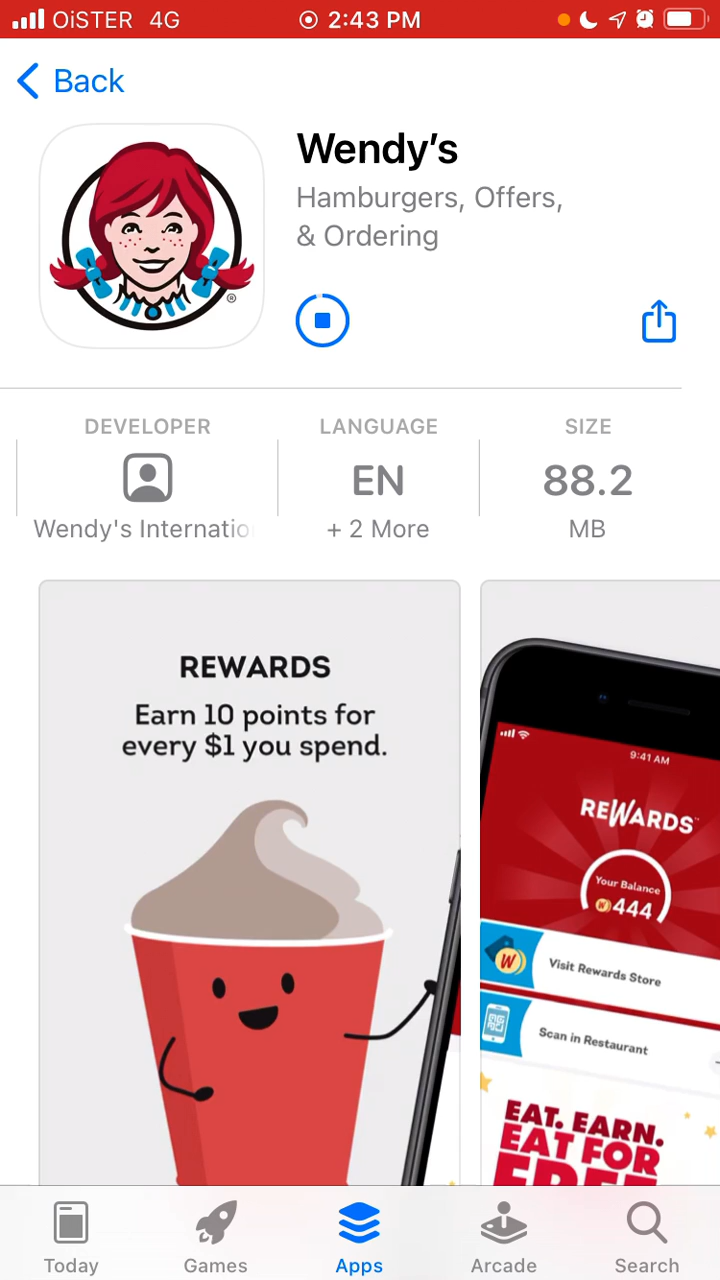 OiSTER 4G 2:43 PM
Back
Wendy's
Hamburgers, Offers,
& Ordering
DEVELOPER LANGUAGE SIZE
EN 88.2
Wendy's Internatio + 2 More MB
REWARDS
Earn 10 points for
every $1 you spend.
9:41 AM
REWARDS™
Your Balance
W 444
W Visit Rewards Store
Scan in Restaurant
EAT. EARN.
EAT FOR
FREE
Today Games Apps Arcade Search